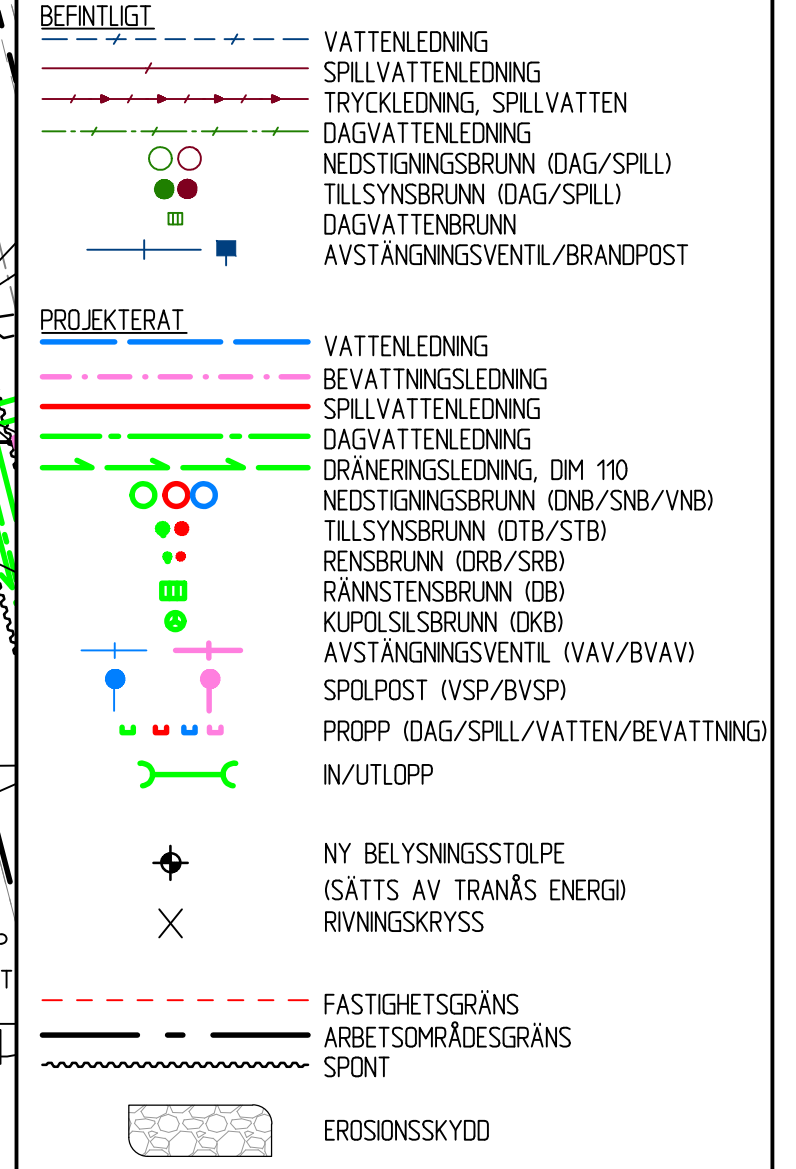 BEFINTLIGT
VATTENLEDNING
SPILLVATTENLEDNING
TRYCKLEDNING, SPILLVATTEN
DAGVATTENLEDNING
NEDSTIGNINGSBRUNN (DAG/SPILL)
TILLSYNSBRUNN (DAG/SPILL)
DAGVATTENBRUNN
AVSTÄNGNINGSVENTIL/BRANDPOST
PROJEKTERAT
VATTENLEDNING
BEVATTNINGSLEDNING
SPILLVATTENLEDNING
DAGVATTENLEDNING
DRÄNERINGSLEDNING, DIM 110
NEDSTIGNINGSBRUNN (DNB/SNB/VNB)
TILLSYNSBRUNN (DTB/STB)
RENSBRUNN (DRB/SRB)
RÄNNSTENSBRUNN (DB)
KUPOLSILSBRUNN (DKB)
AVSTÄNGNINGSVENTIL (VAV/BVAV)
SPOLPOST (VSP/BVSP)
PROPP (DAG/SPILL/VATTEN/BEVATTNING)
IN/UTLOPP
NY BELYSNINGSSTOLPE
(SÄTTS AV TRANÅS ENERGI)
RIVNINGSKRYSS
T
FASTIGHETSGRÄNS
ARBETSOMRÅDESGRÄNS
SPONT
EROSIONSSKYDD